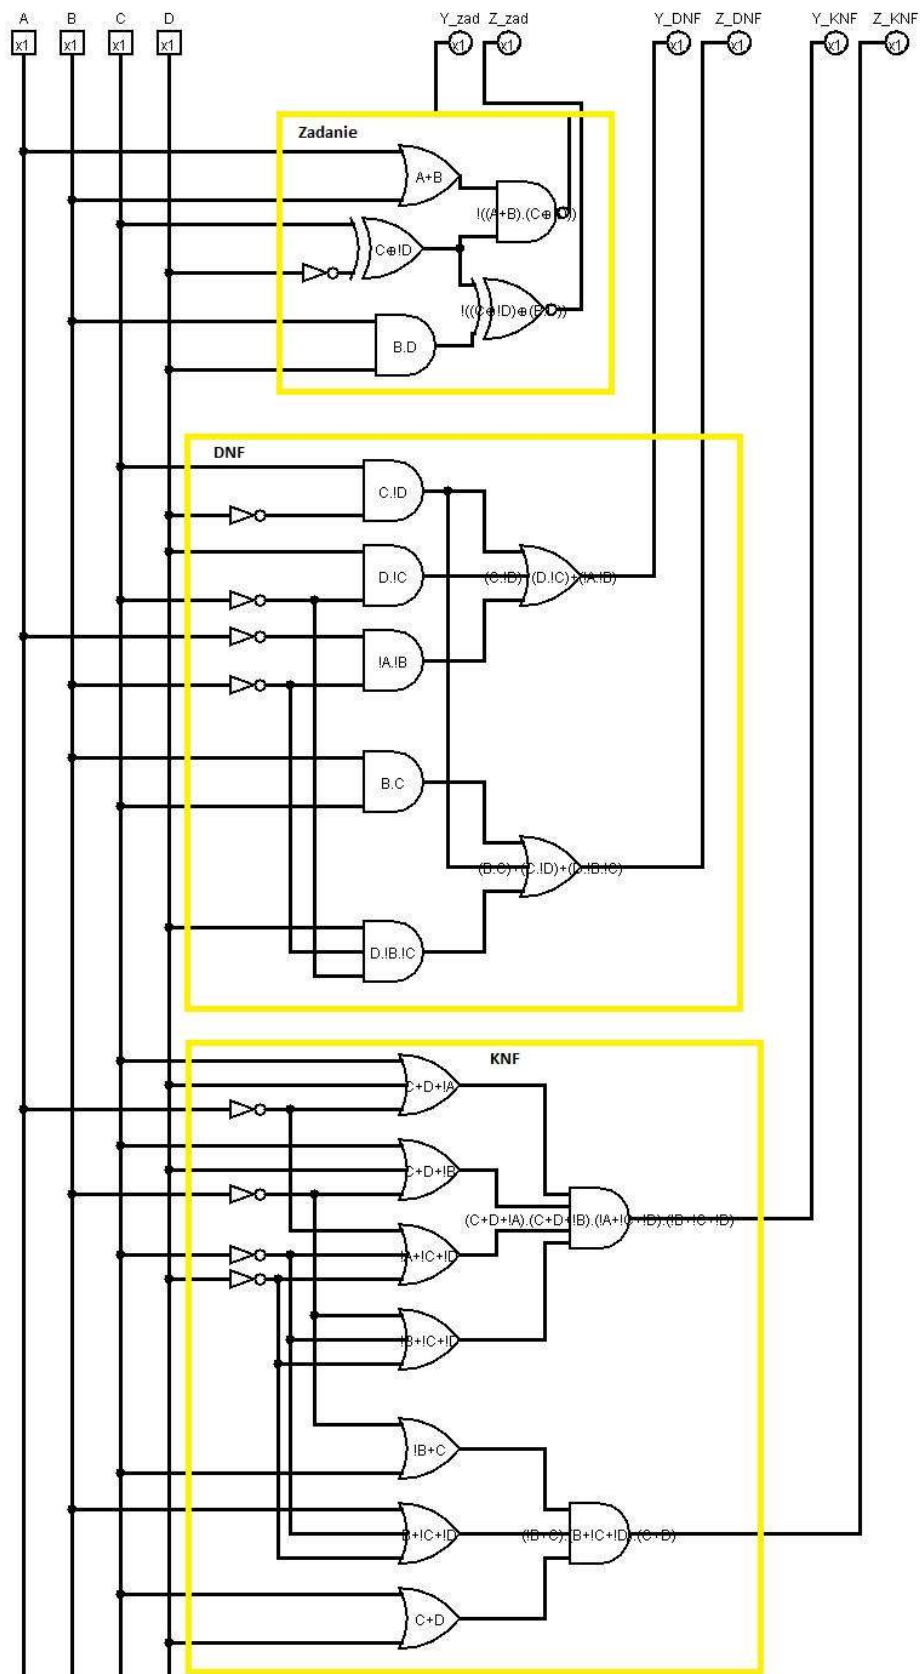 A B C D Y_zad Z_zad Y_DNF Z_DNF Y_KNF Z_KNF
x1 x1 x1 x1 x1 x1 x1 x1 x1 x1
Zadanie
A+B
!((A+B).(C⊕
))
C⊕!D
!((C⊕!D)⊕(B.
))
B.D
DNF
C.!D
D.!C
(C.!D)+(D.!C)+(!A.!B)
!A.!B
B.C
(B.C)+(C.!D)+(D.!B.!C)
D.!B.!C
KNF
C+D+!A
C+D+!B
(C+D+!A).(C+D+!B).(!A+!C+!D).(!B+!C+!D)
!A+!C+!D
!B+!C+!D
!B+C
B+!C+!D
(!B+C).(B+!C+!D).(C+D)
C+D